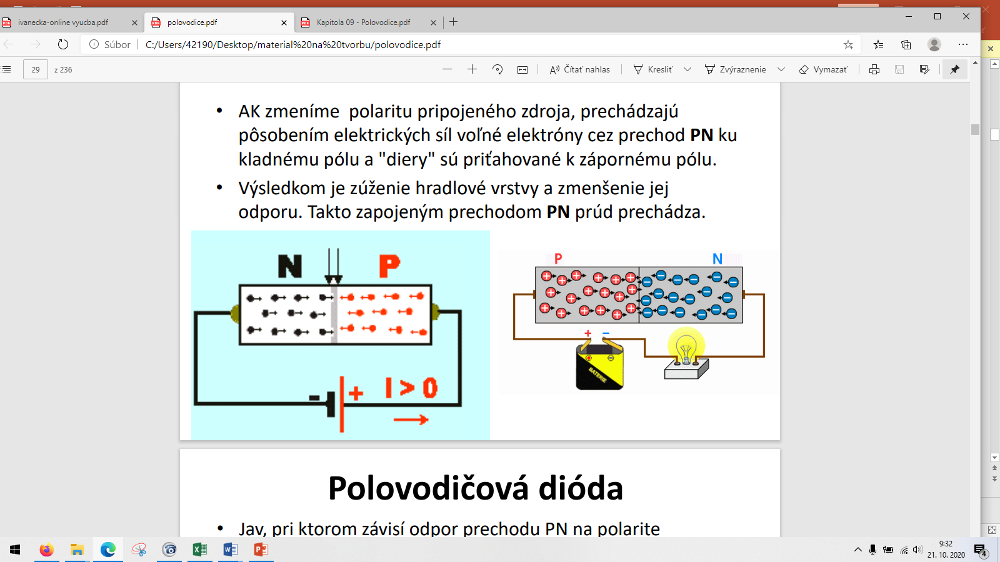 ivanecka-online vyucba.pdf
polovodice.pdf
Kapitola 09 - Polovodice.pdf
Súbor
C:/Users/42190/Desktop/material%20na%20tvorbu/polovodice.pdf
29
z 236
Čítať nahlas
Kresliť
Zvýraznenie
Vymazať
• AK zmeníme polaritu pripojeného zdroja, prechádzajú
pôsobením elektrických síl voľné elektróny cez prechod PN ku
kladnému pólu a "diery" sú priťahované k zápornému pólu.
• Výsledkom je zúženie hradlové vrstvy a zmenšenie jej
odporu. Takto zapojeným prechodom PN prúd prechádza.
N P
- + I > 0
P N
+ −
BATERIE
Polovodičová dióda
• Jav, pri ktorom závisí odpor prechodu PN na polarite
9:32
21. 10. 2020
4